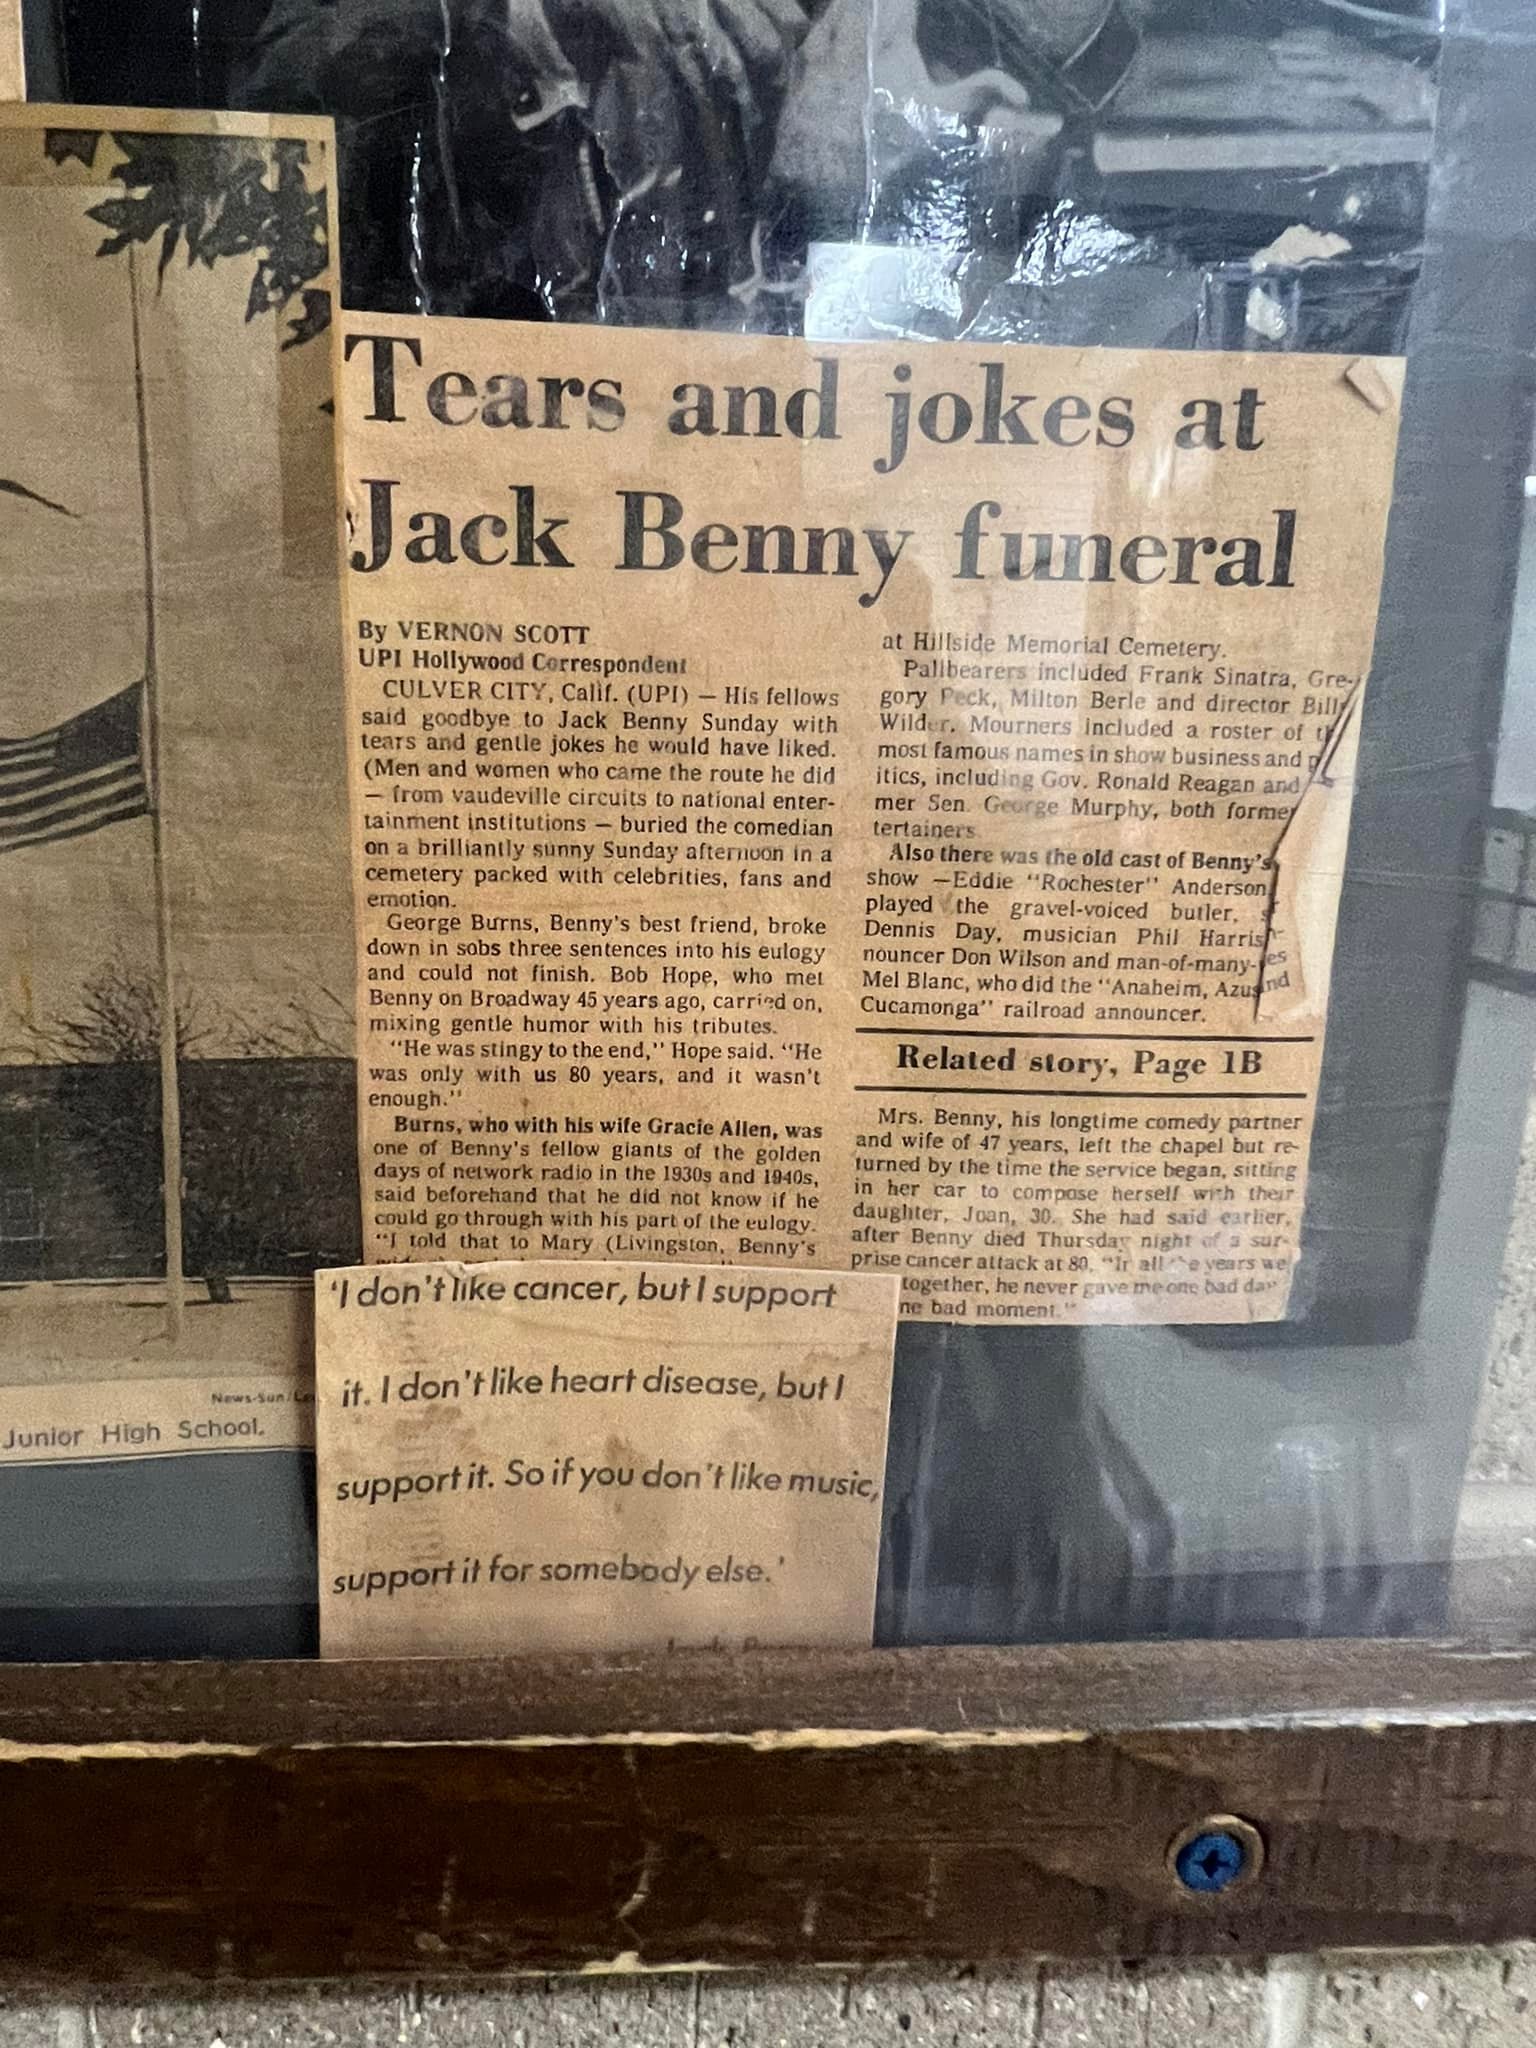 Tears and jokes at
Jack Benny funeral
By VERNON SCOTT
UPI Hollywood Correspondent
CULVER CITY, Calif. (UPI) — His fellows
said goodbye to Jack Benny Sunday with
tears and gentle jokes he would have liked.
(Men and women who came the route he did
— from vaudeville circuits to national enter-
tainment institutions — buried the comedian
on a brilliantly sunny Sunday afternoon in a
cemetery packed with celebrities, fans and
emotion.
George Burns, Benny's best friend, broke
down in sobs three sentences into his eulogy
and could not finish. Bob Hope, who met
Benny on Broadway 45 years ago, carried on,
mixing gentle humor with his tributes.
"He was stingy to the end," Hope said. "He
was only with us 80 years, and it wasn't
enough."
Burns, who with his wife Gracie Allen, was
one of Benny's fellow giants of the golden
days of network radio in the 1930s and 1940s,
said beforehand that he did not know if he
could go through with his part of the eulogy.
"I told that to Mary (Livingston, Benny's
at Hillside Memorial Cemetery.
Pallbearers included Frank Sinatra, Gre-
gory Peck, Milton Berle and director Billy
Wilder. Mourners included a roster of
most famous names in show business and
itics, including Gov. Ronald Reagan and
mer Sen. George Murphy, both former
tertainers.
Also there was the old cast of Benny's
show —Eddie "Rochester" Anderson,
played the gravel-voiced butler,
Dennis Day, musician Phil Harris
nouncer Don Wilson and man-of-many-
Mel Blanc, who did the "Anaheim, Azusa and
Cucamonga" railroad announcer.
Related story, Page 1B
Mrs. Benny, his longtime comedy partner
and wife of 47 years, left the chapel but re-
turned by the time the service began, sitting
in her car to compose herself with their
daughter, Joan, 30. She had said earlier,
after Benny died Thursday night of a sur-
prise cancer attack at 80, "In all the years we
together, he never gave me one bad day
ne bad moment."
News-Sun/
Junior High School.
'I don't like cancer, but I support
it. I don't like heart disease, but I
support it. So if you don't like music,
support it for somebody else.'